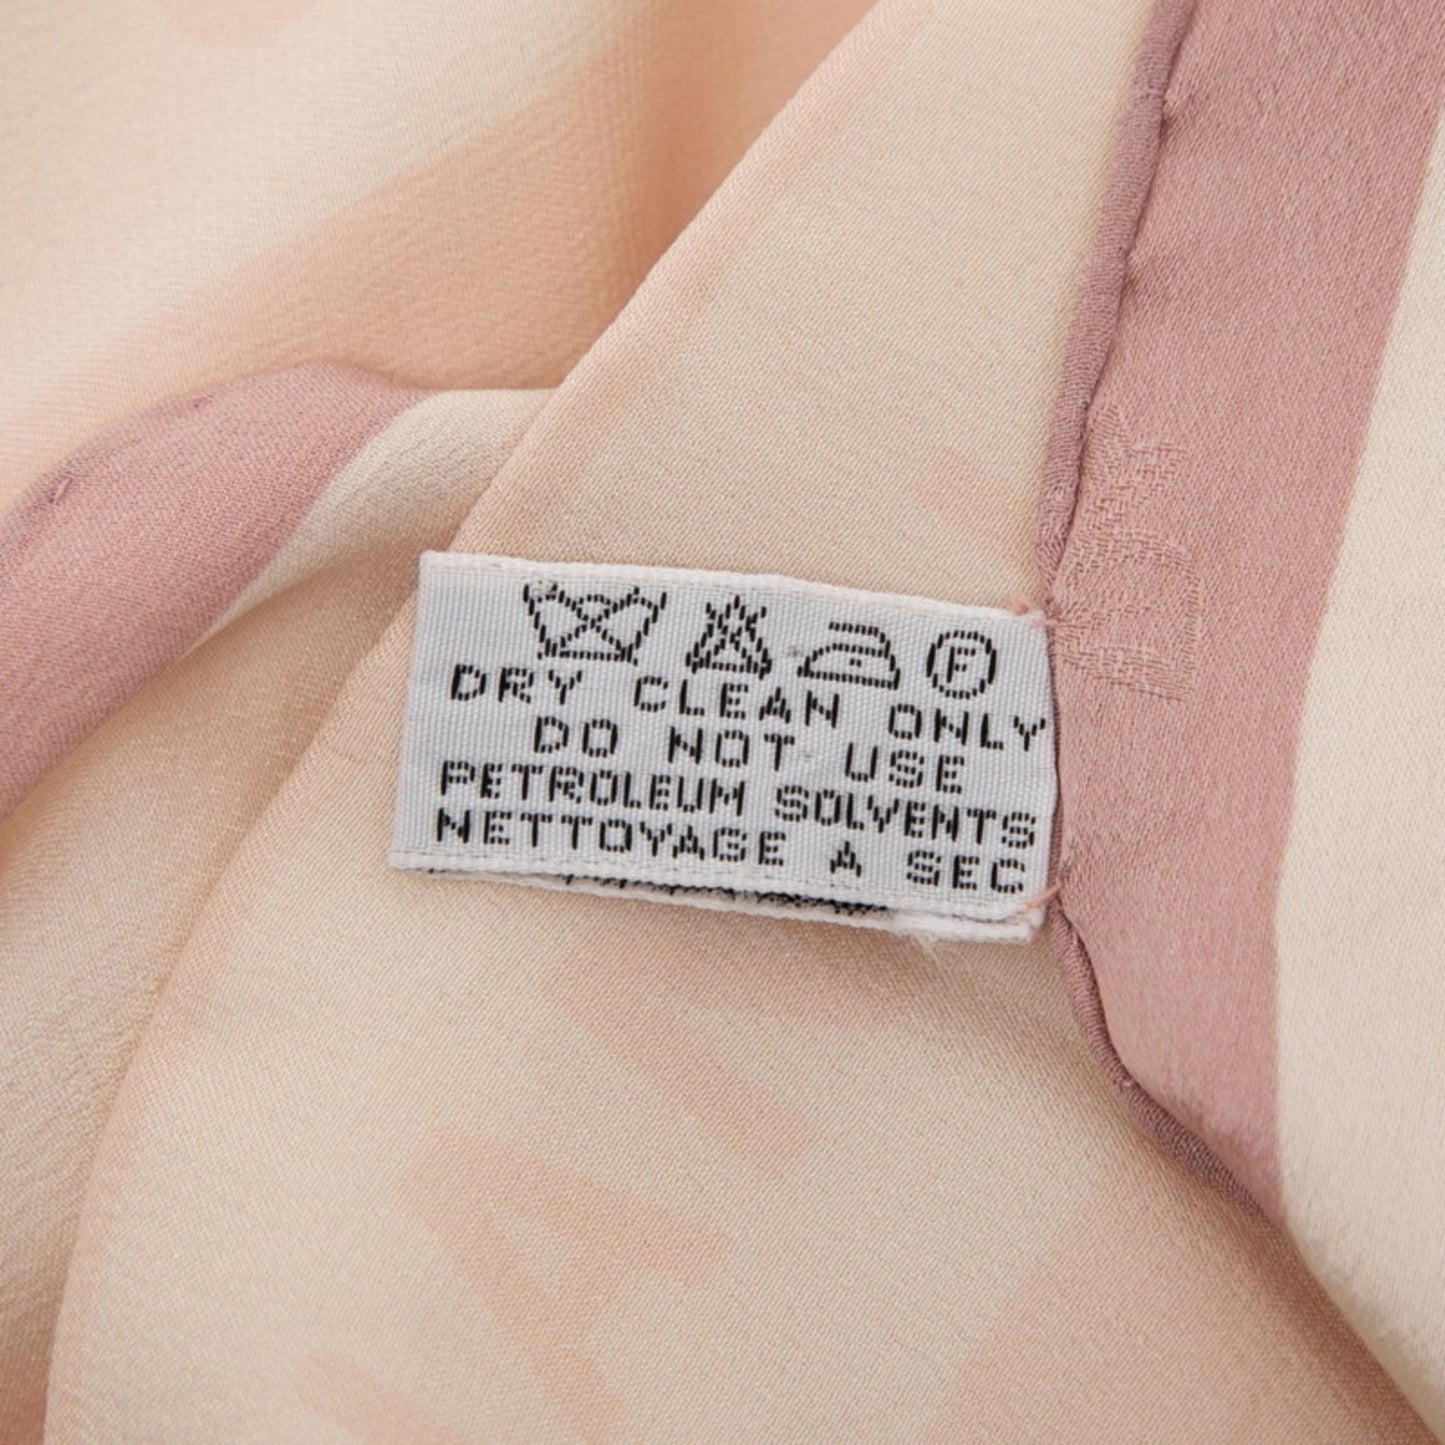 F
DRY CLEAN ONLY
DO NOT USE
PETROLEUM SOLVENTS
NETTOYAGE A SEC